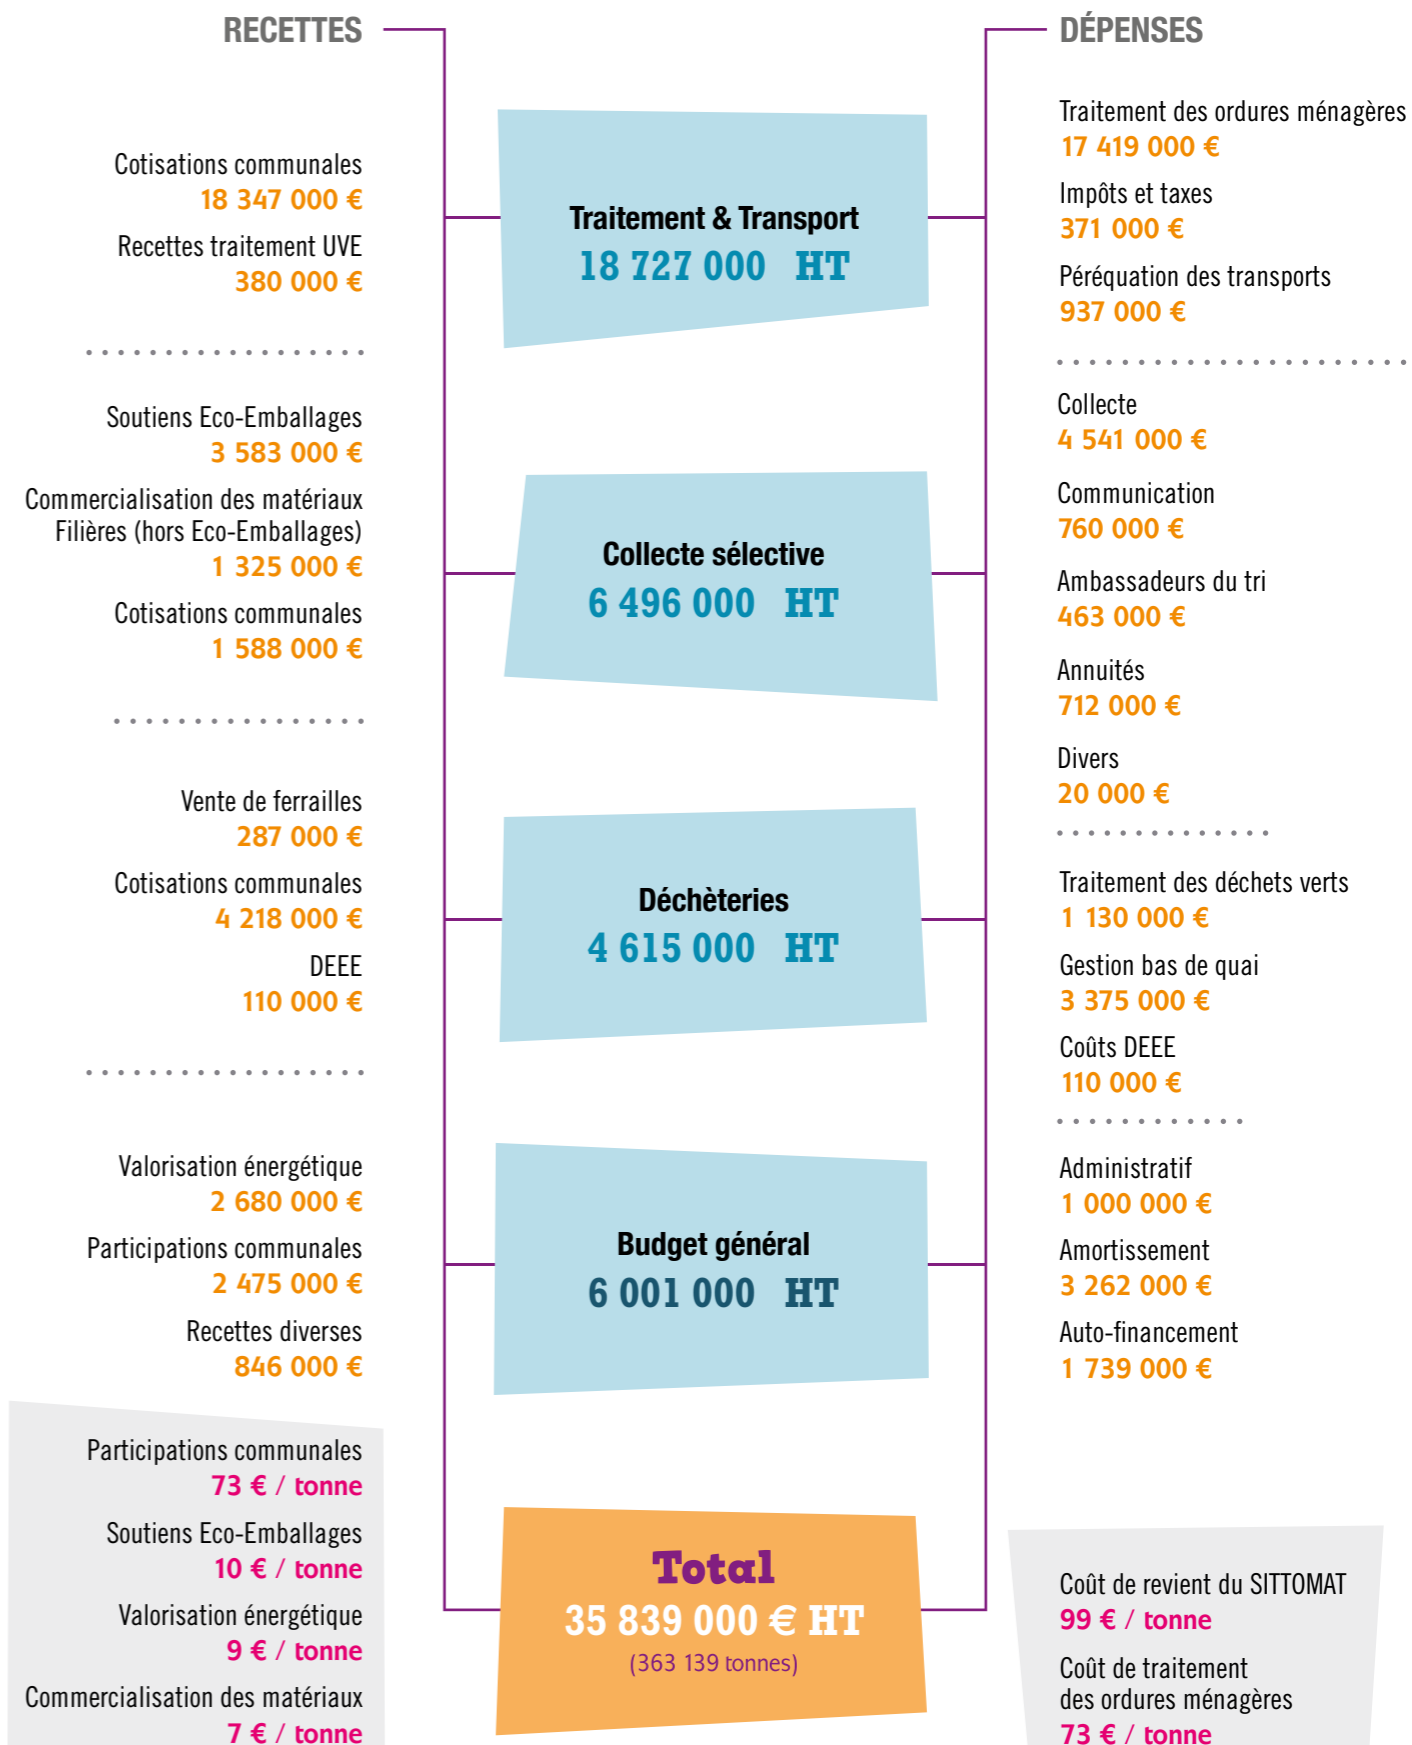 RECETTES
Cotisations communales
18 347 000 €
Recettes traitement UVE
380 000 €
Soutiens Eco-Emballages
3 583 000 €
Commercialisation des matériaux
Filières (hors Eco-Emballages)
1 325 000 €
Cotisations communales
1 588 000 €
Vente de ferrailles
287 000 €
Cotisations communales
4 218 000 €
DEEE
110 000 €
Valorisation énergétique
2 680 000 €
Participations communales
2 475 000 €
Recettes diverses
846 000 €
Participations communales
73 € / tonne
Soutiens Eco-Emballages
10 € / tonne
Valorisation énergétique
9 € / tonne
Commercialisation des matériaux
7 € / tonne
Traitement & Transport
18 727 000 HT
Collecte sélective
6 496 000 HT
Déchèteries
4 615 000 HT
Budget général
6 001 000 HT
Total
35 839 000 € HT
(363 139 tonnes)
DÉPENSES
Traitement des ordures ménagères
17 419 000 €
Impôts et taxes
371 000 €
Péréquation des transports
937 000 €
Collecte
4 541 000 €
Communication
760 000 €
Ambassadeurs du tri
463 000 €
Annuités
712 000 €
Divers
20 000 €
Traitement des déchets verts
1 130 000 €
Gestion bas de quai
3 375 000 €
Coûts DEEE
110 000 €
Administratif
1 000 000 €
Amortissement
3 262 000 €
Auto-financement
1 739 000 €
Coût de revient du SITTOMAT
99 € / tonne
Coût de traitement
des ordures ménagères
73 € / tonne